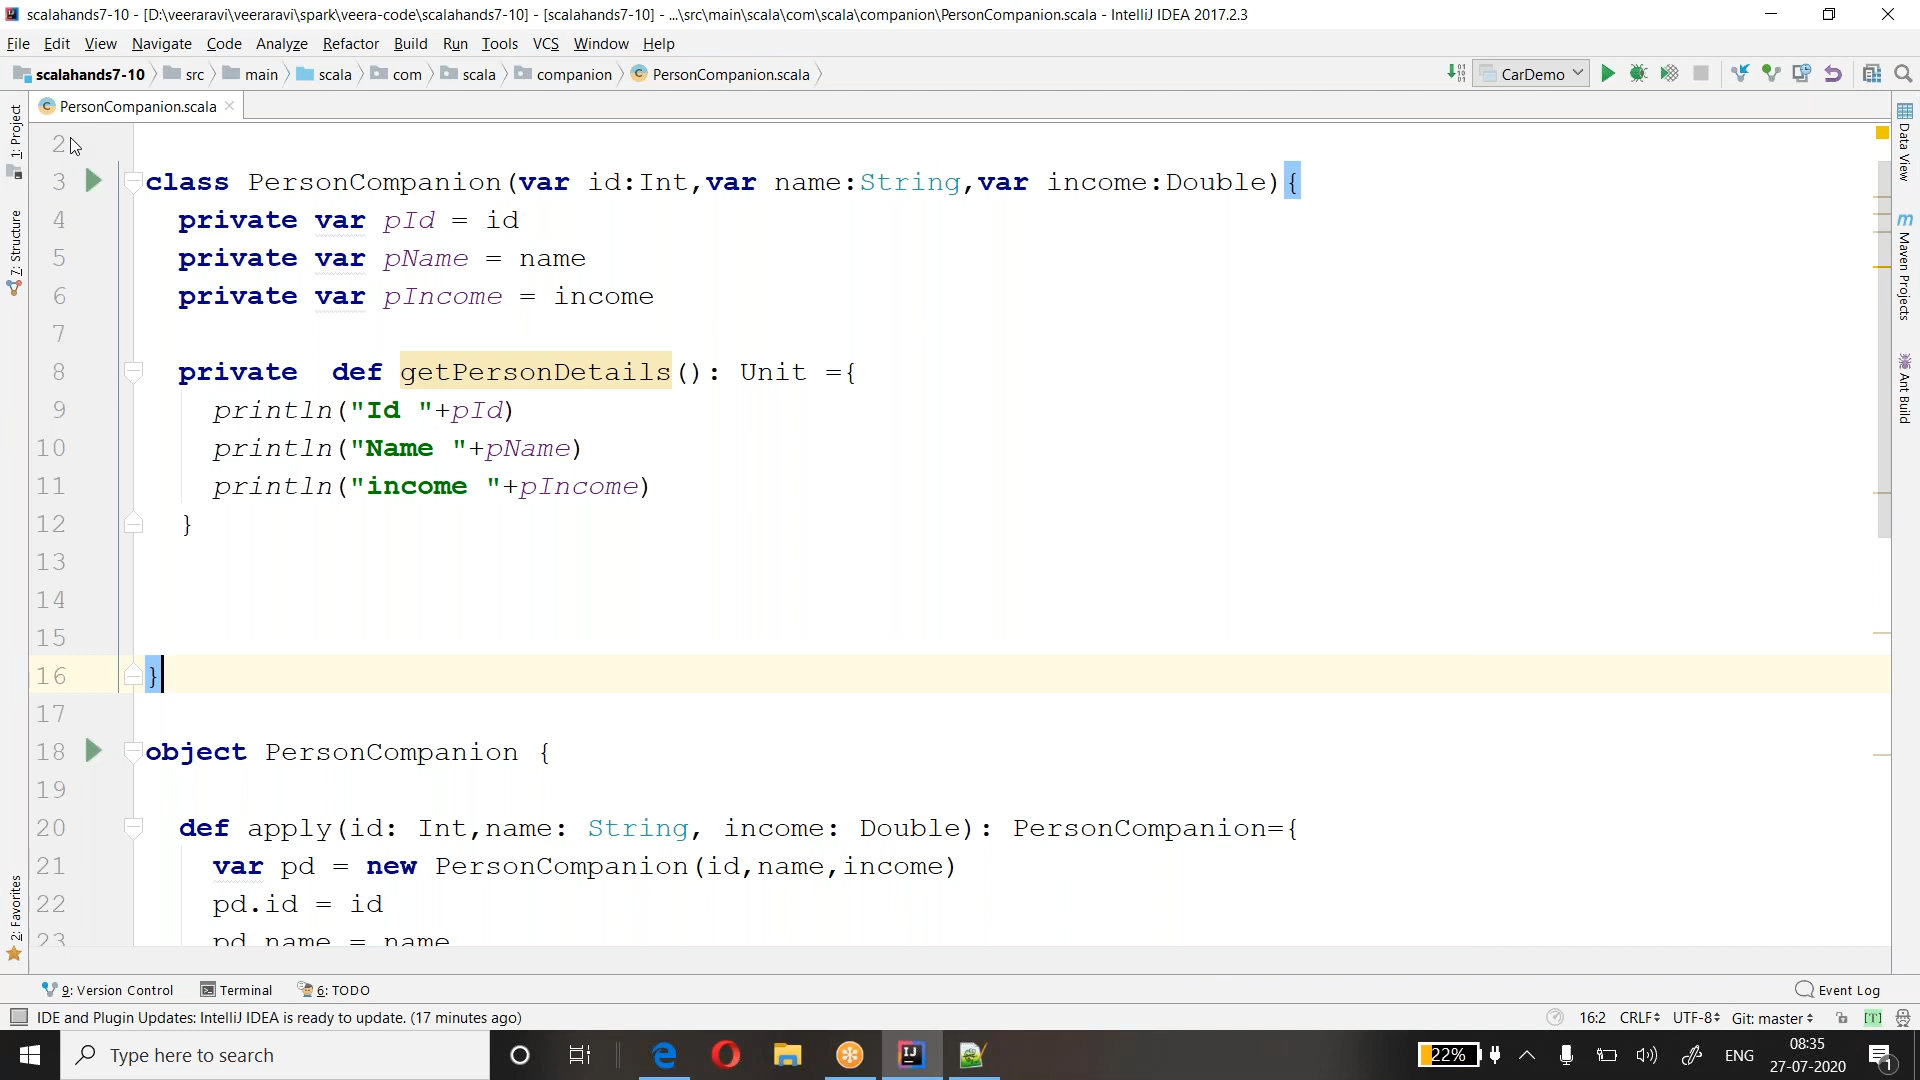 scalahands7-10 - [D:\veeraravi\veeraravi\spark\veera-code\scalahands7-10] - [scalahands7-10] - ...\src\main\scala\com\scala\companion\PersonCompanion.scala - IntelliJ IDEA 2017.2.3
File Edit View Navigate Code Analyze Refactor Build Run Tools VCS Window Help
scalahands7-10 src main scala com scala companion PersonCompanion.scala CarDemo
PersonCompanion.scala
1: Project
7: Structure
2: Favorites
Data View
Maven Projects
Ant Build
2
3 class PersonCompanion(var id:Int,var name:String,var income:Double){
4 private var pId = id
5 private var pName = name
6 private var pIncome = income
7
8 private  def getPersonDetails(): Unit ={
9 println("Id "+pId)
10 println("Name "+pName)
11 println("income "+pIncome)
12 }
13
14
15
16 }
17
18 object PersonCompanion {
19
20 def apply(id: Int,name: String, income: Double): PersonCompanion={
21 var pd = new PersonCompanion(id,name,income)
22 pd.id = id
23 pd.name = name
9: Version Control Terminal 6: TODO Event Log
IDE and Plugin Updates: IntelliJ IDEA is ready to update. (17 minutes ago) 16:2 CRLF UTF-8 Git: master [T]
Type here to search 22% ENG 08:35
27-07-2020 1